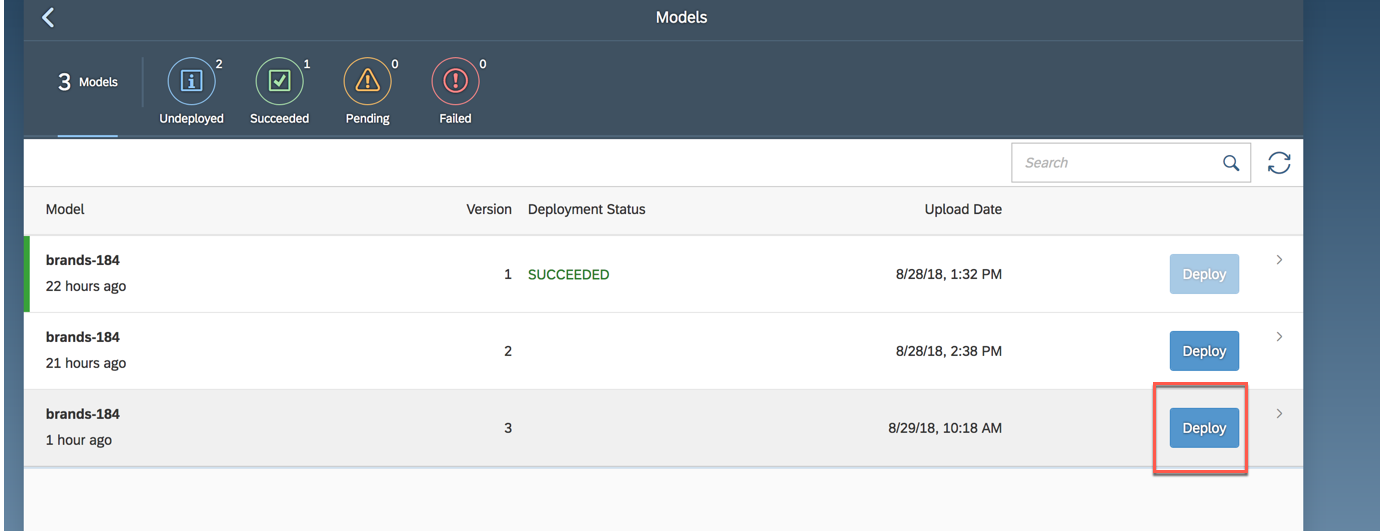 Models
3 Models
2
1
0
0
Undeployed Succeeded Pending Failed
Search
Model Version Deployment Status Upload Date
brands-184
22 hours ago
1 SUCCEEDED 8/28/18, 1:32 PM Deploy
brands-184
21 hours ago
2 8/28/18, 2:38 PM Deploy
brands-184
1 hour ago
3 8/29/18, 10:18 AM Deploy